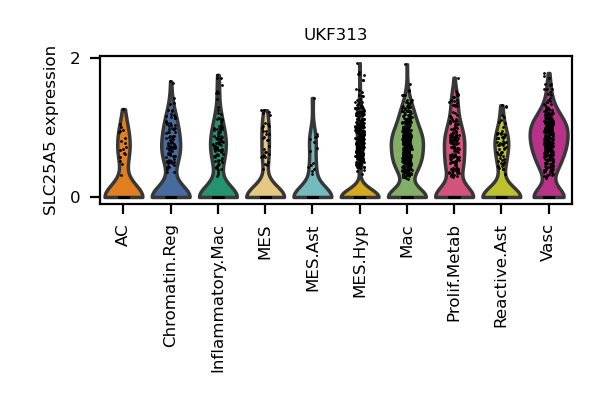 UKF313
SLC25A5 expression
2
0
AC
Chromatin.Reg
Inflammatory.Mac
MES
MES.Ast
MES.Hyp
Mac
Prolif.Metab
Reactive.Ast
Vasc